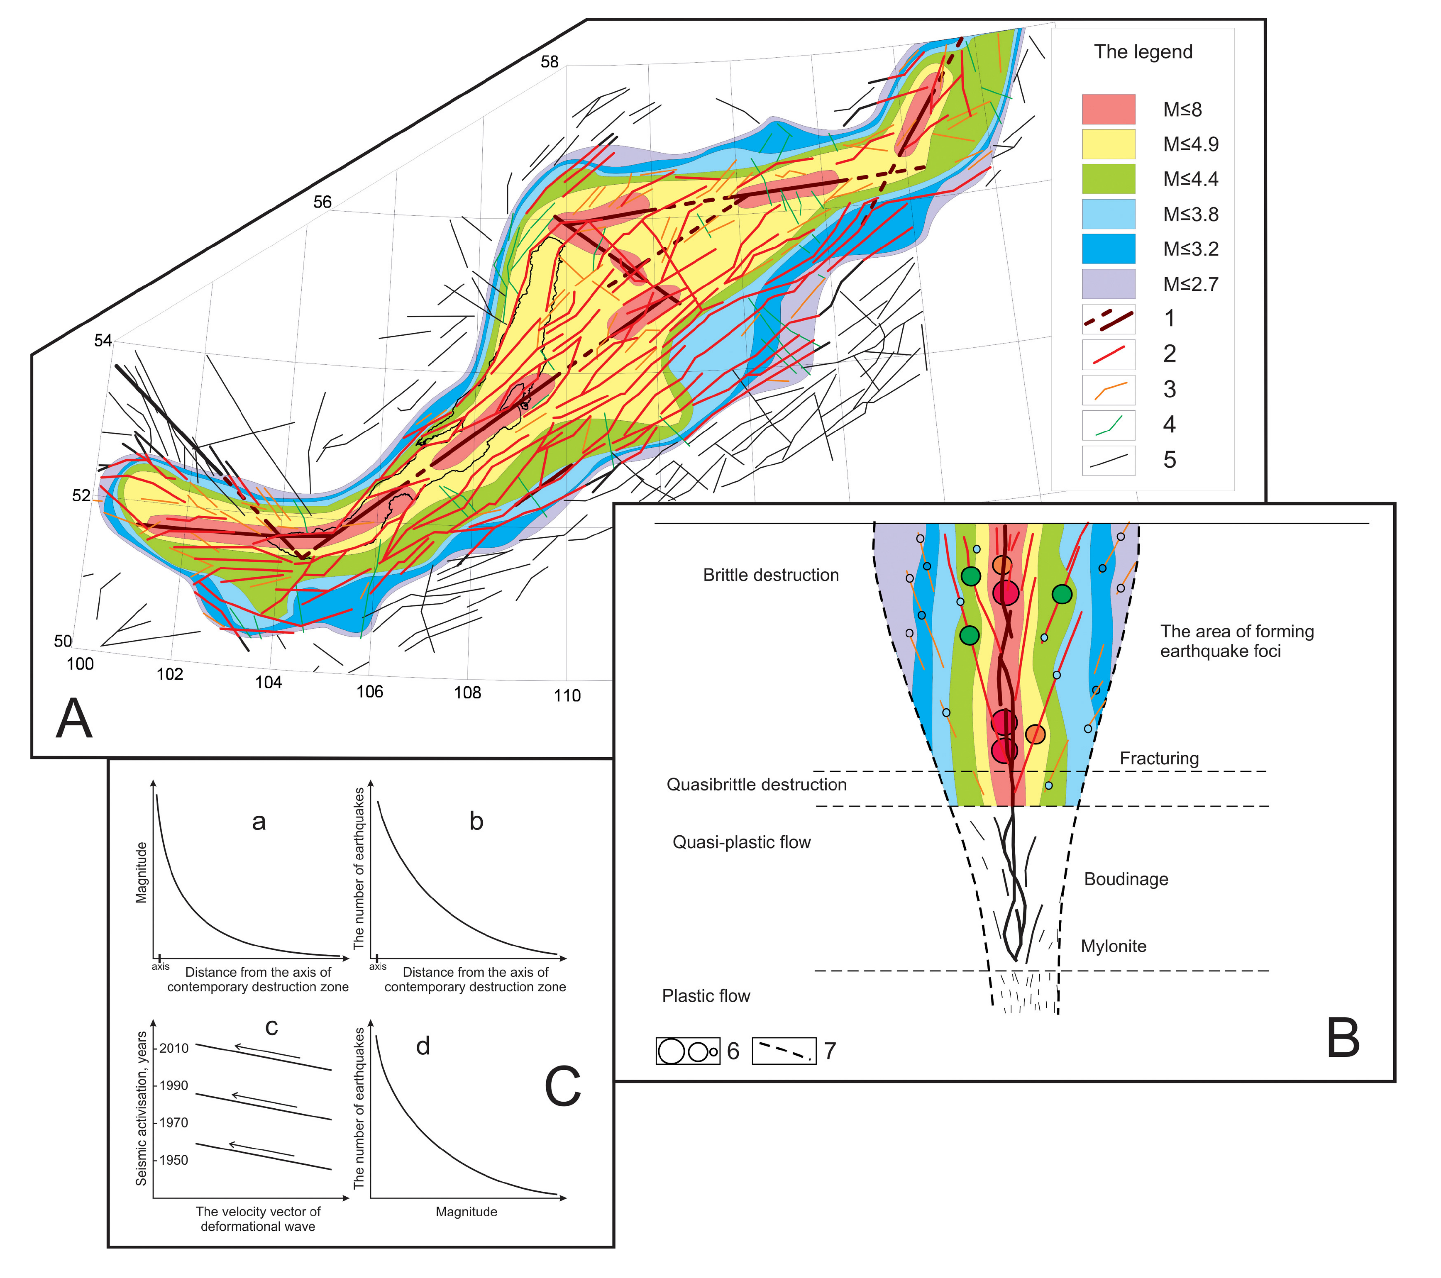 The legend
M≤8
M≤4.9
M≤4.4
M≤3.8
M≤3.2
M≤2.7
1
2
3
4
5
58
56
54
52
50
100
102
104
106
108
110
A
Brittle destruction
The area of forming
earthquake foci
Fracturing
Quasibrittle destruction
Quasi-plastic flow
Boudinage
Mylonite
Plastic flow
6
7
B
a
Magnitude
axis
Distance from the axis of
contemporary destruction zone
b
The number of earthquakes
axis
Distance from the axis of
contemporary destruction zone
c
Seismic activisation, years
2010
1990
1970
1950
The velocity vector of
deformational wave
d
The number of earthquakes
Magnitude
C